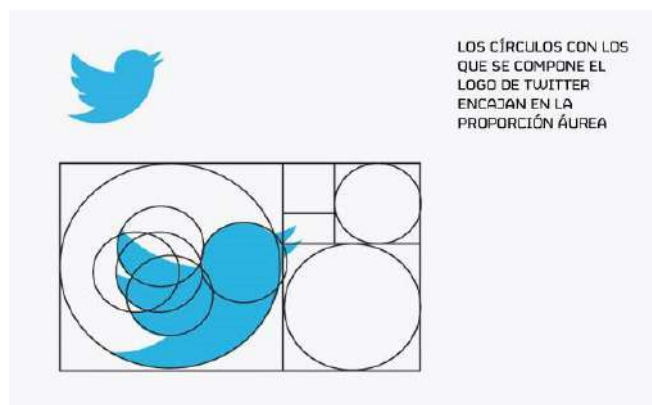 LOS CÍRCULOS CON LOS
QUE SE COMPONE EL
LOGO DE TWITTER
ENCAJAN EN LA
PROPORCIÓN ÁUREA